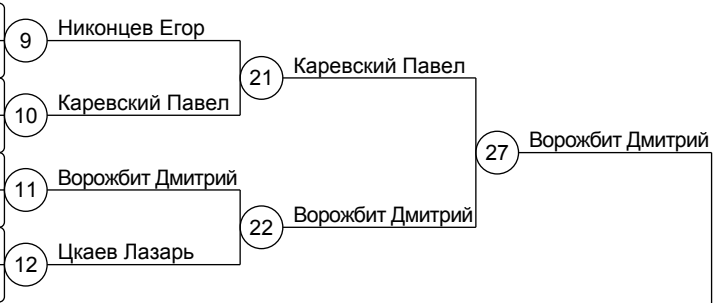 9 Никонцев Егор
21 Каревский Павел
10 Каревский Павел
27 Ворожбит Дмитрий
11 Ворожбит Дмитрий
22 Ворожбит Дмитрий
12 Цкаев Лазарь